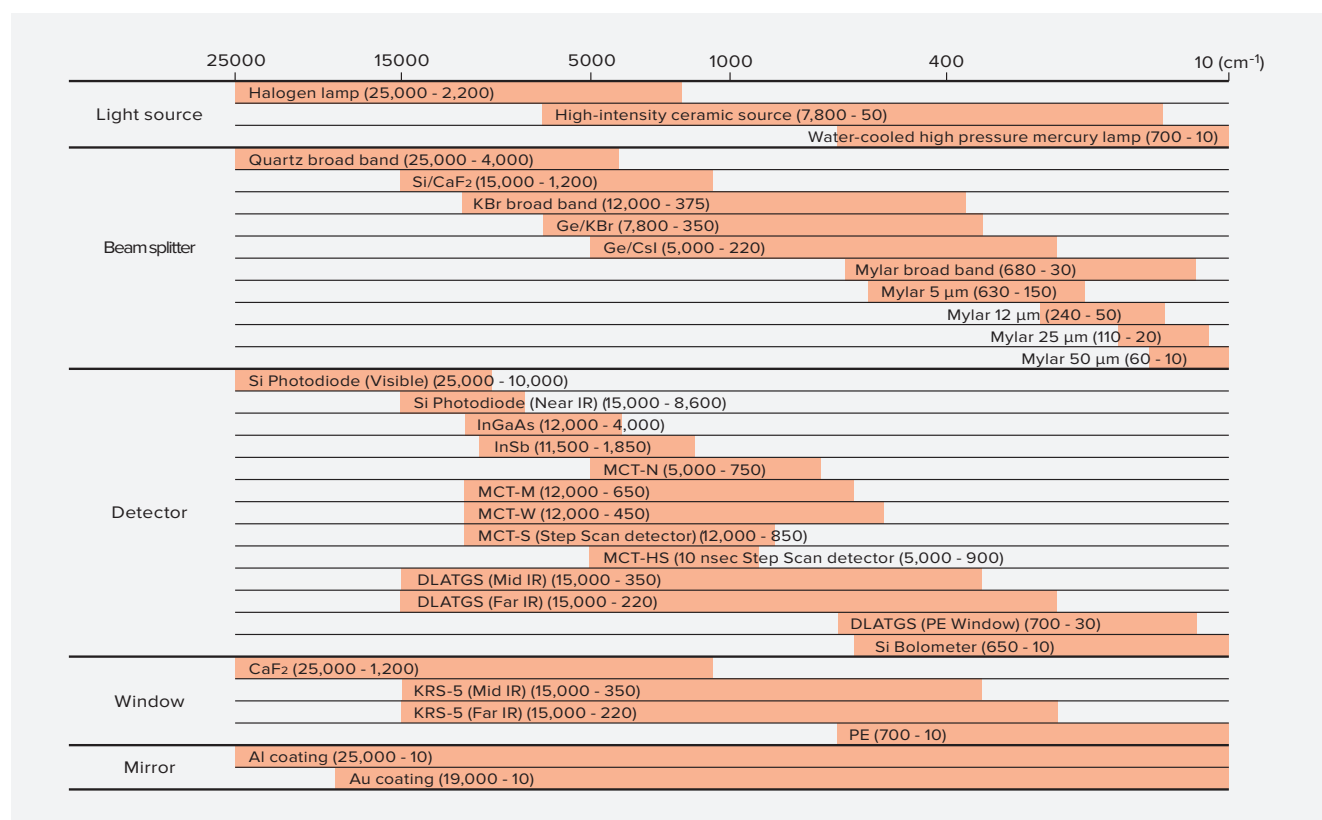 25000 15000 5000 1000 400 10 (cm-1)
Light source
Halogen lamp (25,000 - 2,200)
High-intensity ceramic source (7,800 - 50)
Water-cooled high pressure mercury lamp (700 - 10)
Beam splitter
Quartz broad band (25,000 - 4,000)
Si/CaF2 (15,000 - 1,200)
KBr broad band (12,000 - 375)
Ge/KBr (7,800 - 350)
Ge/CsI (5,000 - 220)
Mylar broad band (680 - 30)
Mylar 5 µm (630 - 150)
Mylar 12 µm (240 - 50)
Mylar 25 µm (110 - 20)
Mylar 50 µm (60 - 10)
Detector
Si Photodiode (Visible) (25,000 - 10,000)
Si Photodiode (Near IR) (15,000 - 8,600)
InGaAs (12,000 - 4,000)
InSb (11,500 - 1,850)
MCT-N (5,000 - 750)
MCT-M (12,000 - 650)
MCT-W (12,000 - 450)
MCT-S (Step Scan detector) (12,000 - 850)
MCT-HS (10 nsec Step Scan detector (5,000 - 900)
DLATGS (Mid IR) (15,000 - 350)
DLATGS (Far IR) (15,000 - 220)
DLATGS (PE Window) (700 - 30)
Si Bolometer (650 - 10)
Window
CaF2 (25,000 - 1,200)
KRS-5 (Mid IR) (15,000 - 350)
KRS-5 (Far IR) (15,000 - 220)
PE (700 - 10)
Mirror
Al coating (25,000 - 10)
Au coating (19,000 - 10)